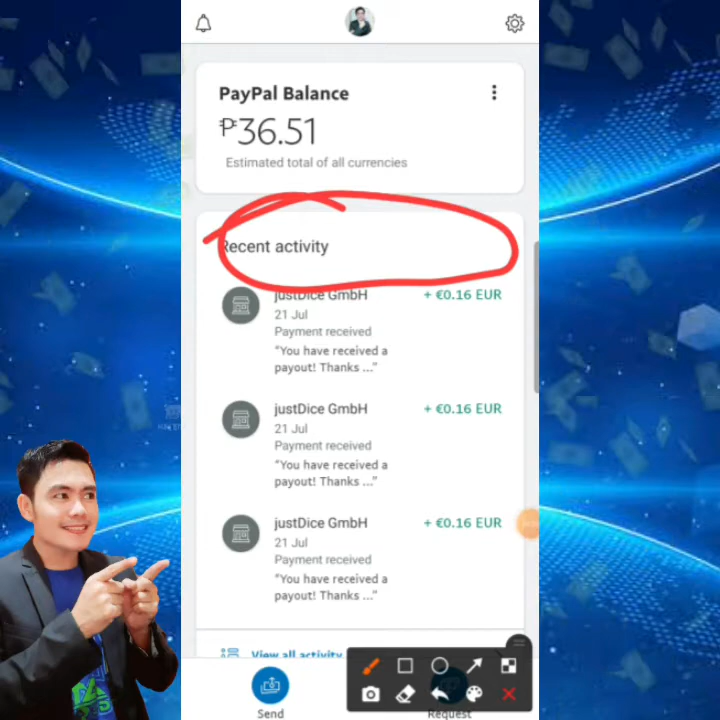 PayPal Balance
₱36.51
Estimated total of all currencies
Recent activity
justDice GmbH + €0.16 EUR
21 Jul
Payment received
“You have received a
payout! Thanks ...”
justDice GmbH + €0.16 EUR
21 Jul
Payment received
“You have received a
payout! Thanks ...”
justDice GmbH + €0.16 EUR
21 Jul
Payment received
“You have received a
payout! Thanks ...”
View all activity
Send Request